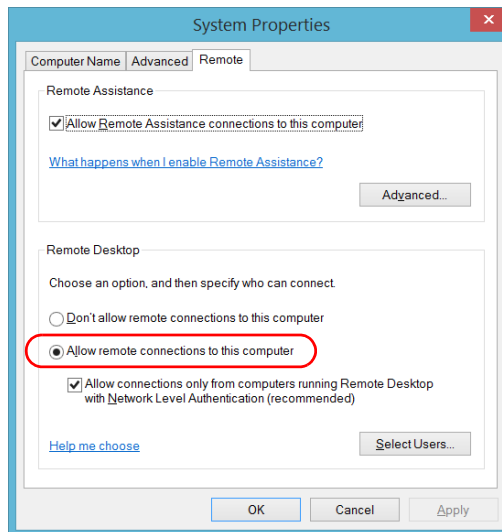 System Properties
x
Computer Name Advanced Remote
Remote Assistance
Allow Remote Assistance connections to this computer
What happens when I enable Remote Assistance?
Advanced...
Remote Desktop
Choose an option, and then specify who can connect.
Don't allow remote connections to this computer
Allow remote connections to this computer
Allow connections only from computers running Remote Desktop
with Network Level Authentication (recommended)
Help me choose
Select Users...
OK Cancel Apply